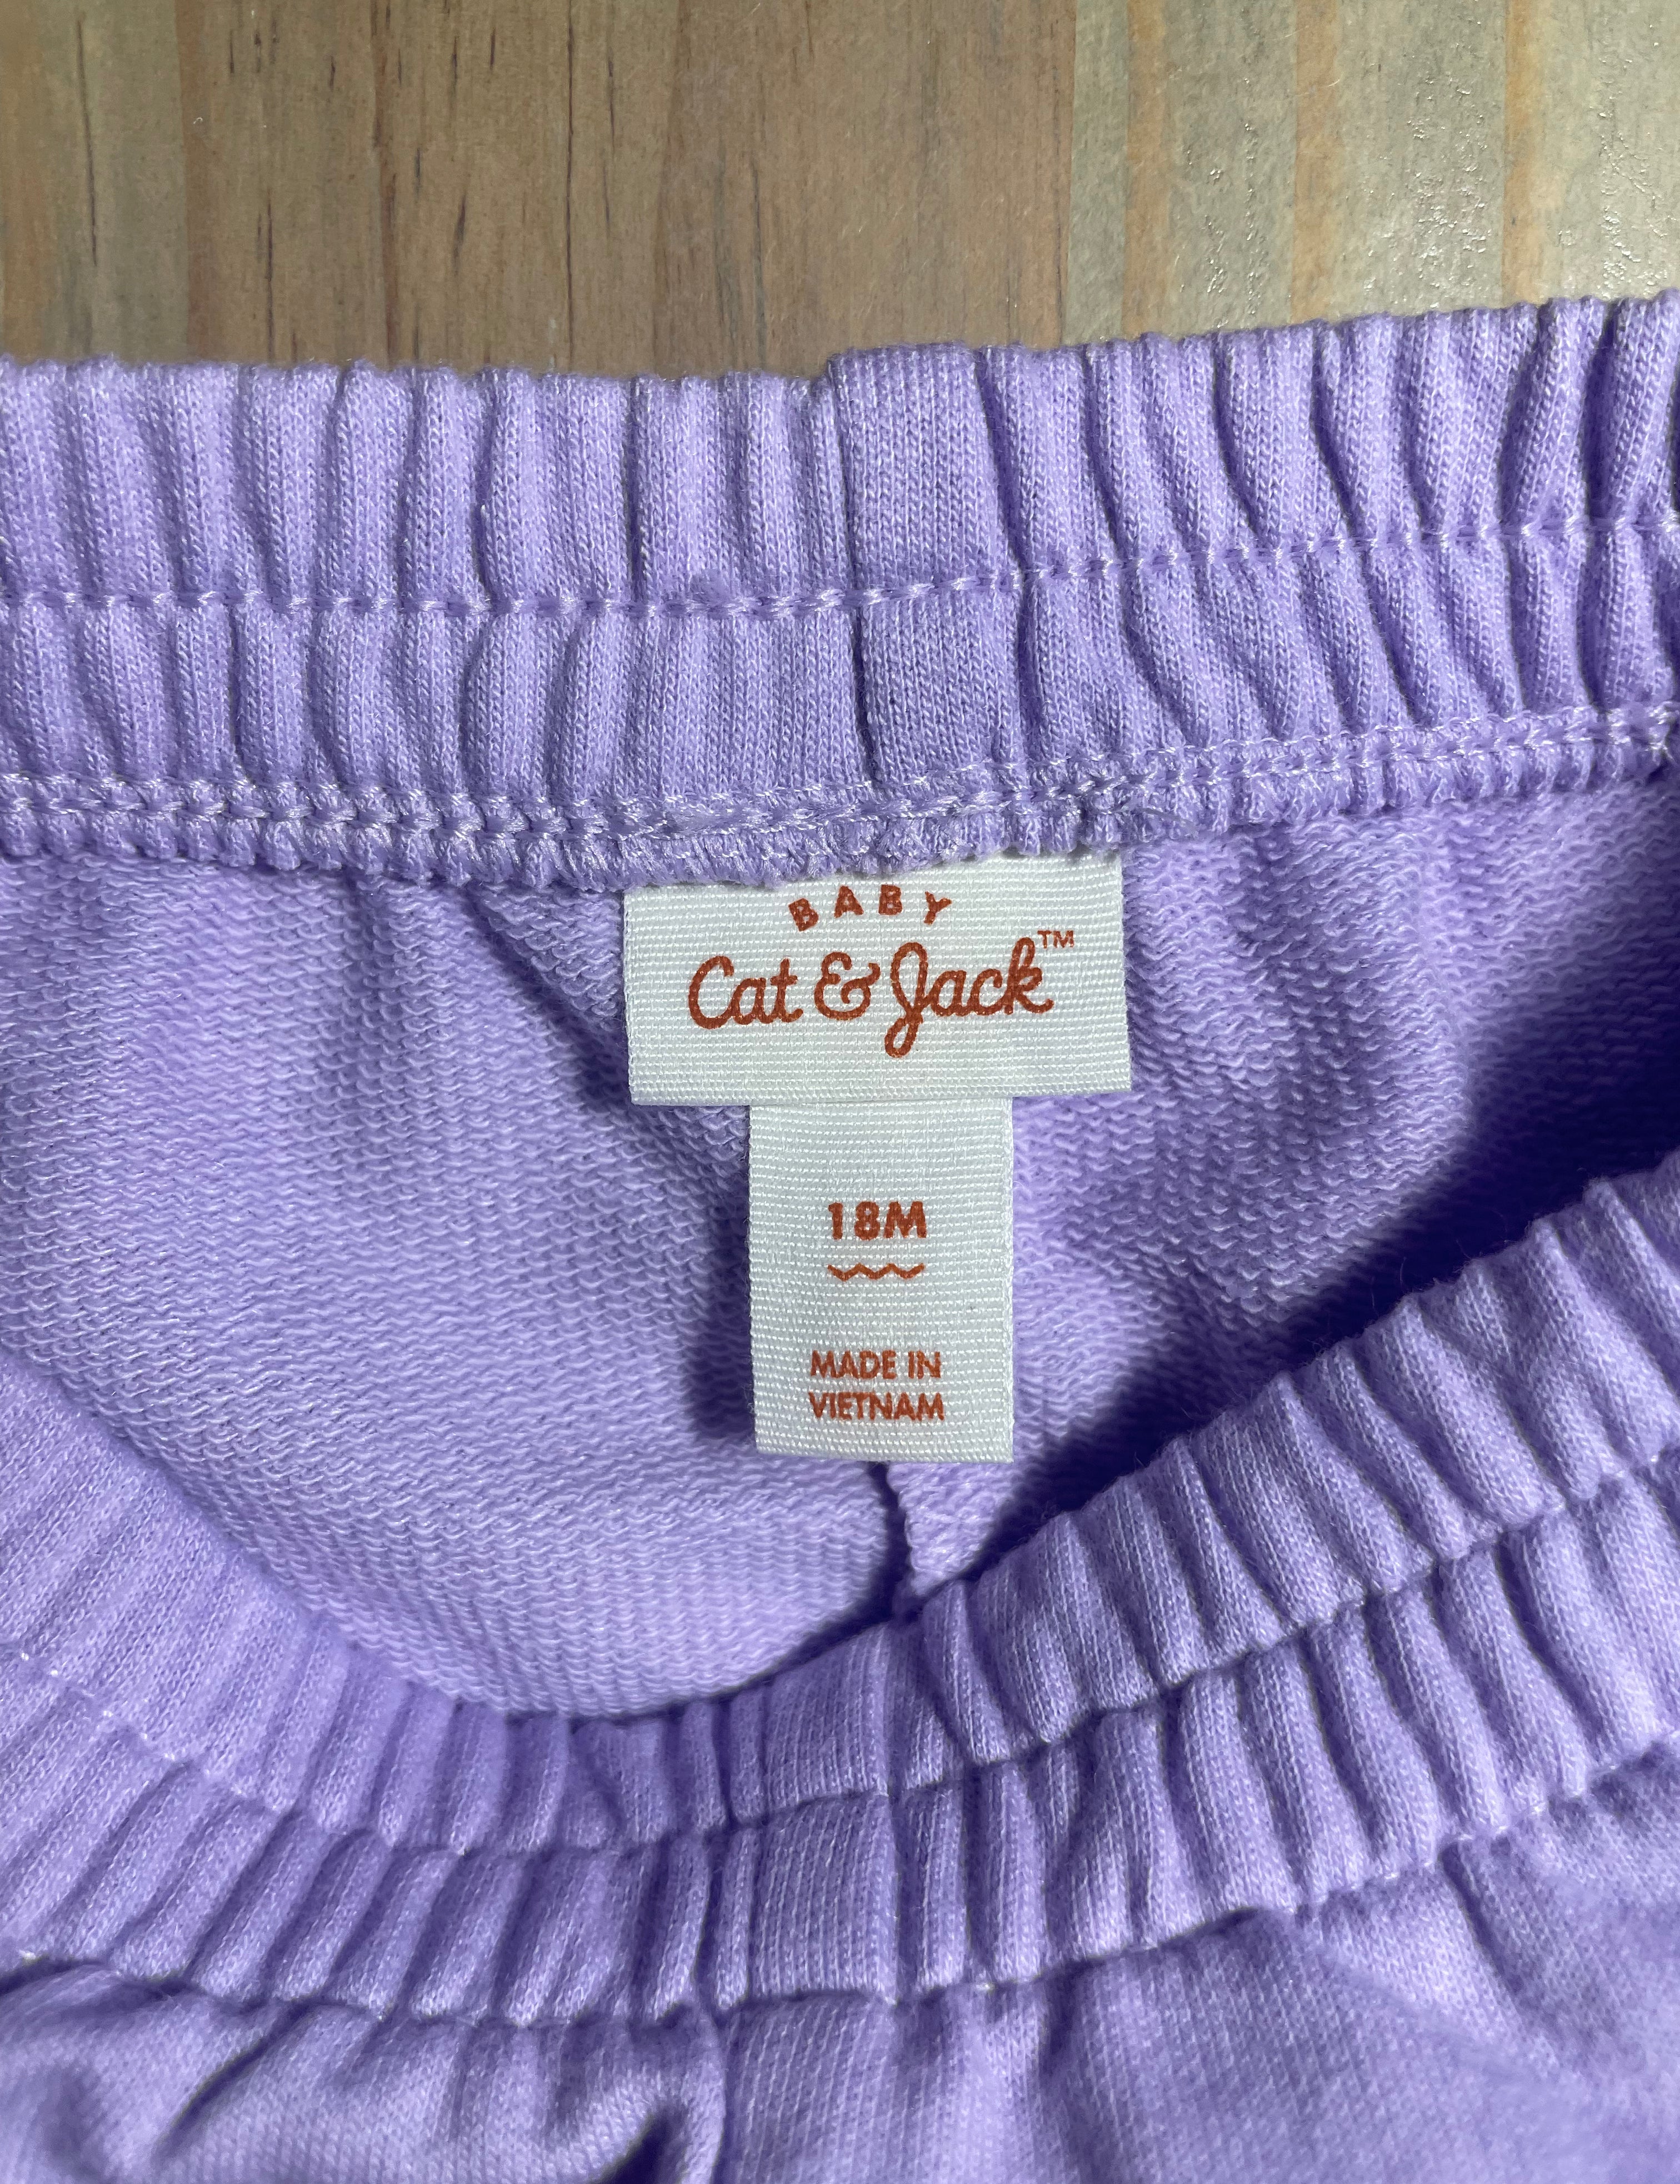 BABY
Cat & Jack™
18M
MADE IN
VIETNAM